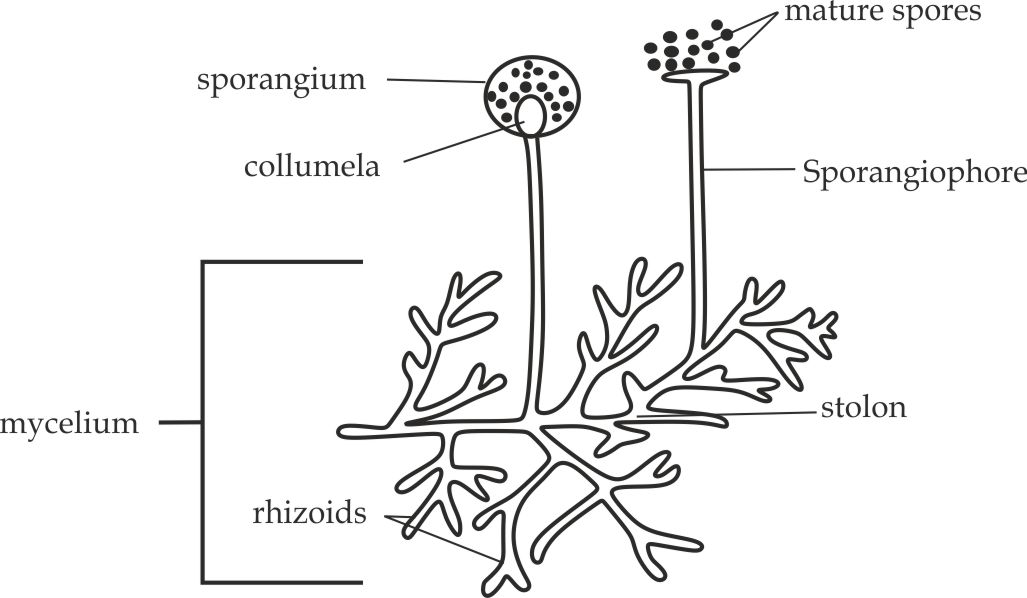 mature spores
sporangium
collumela
Sporangiophore
mycelium
stolon
rhizoids